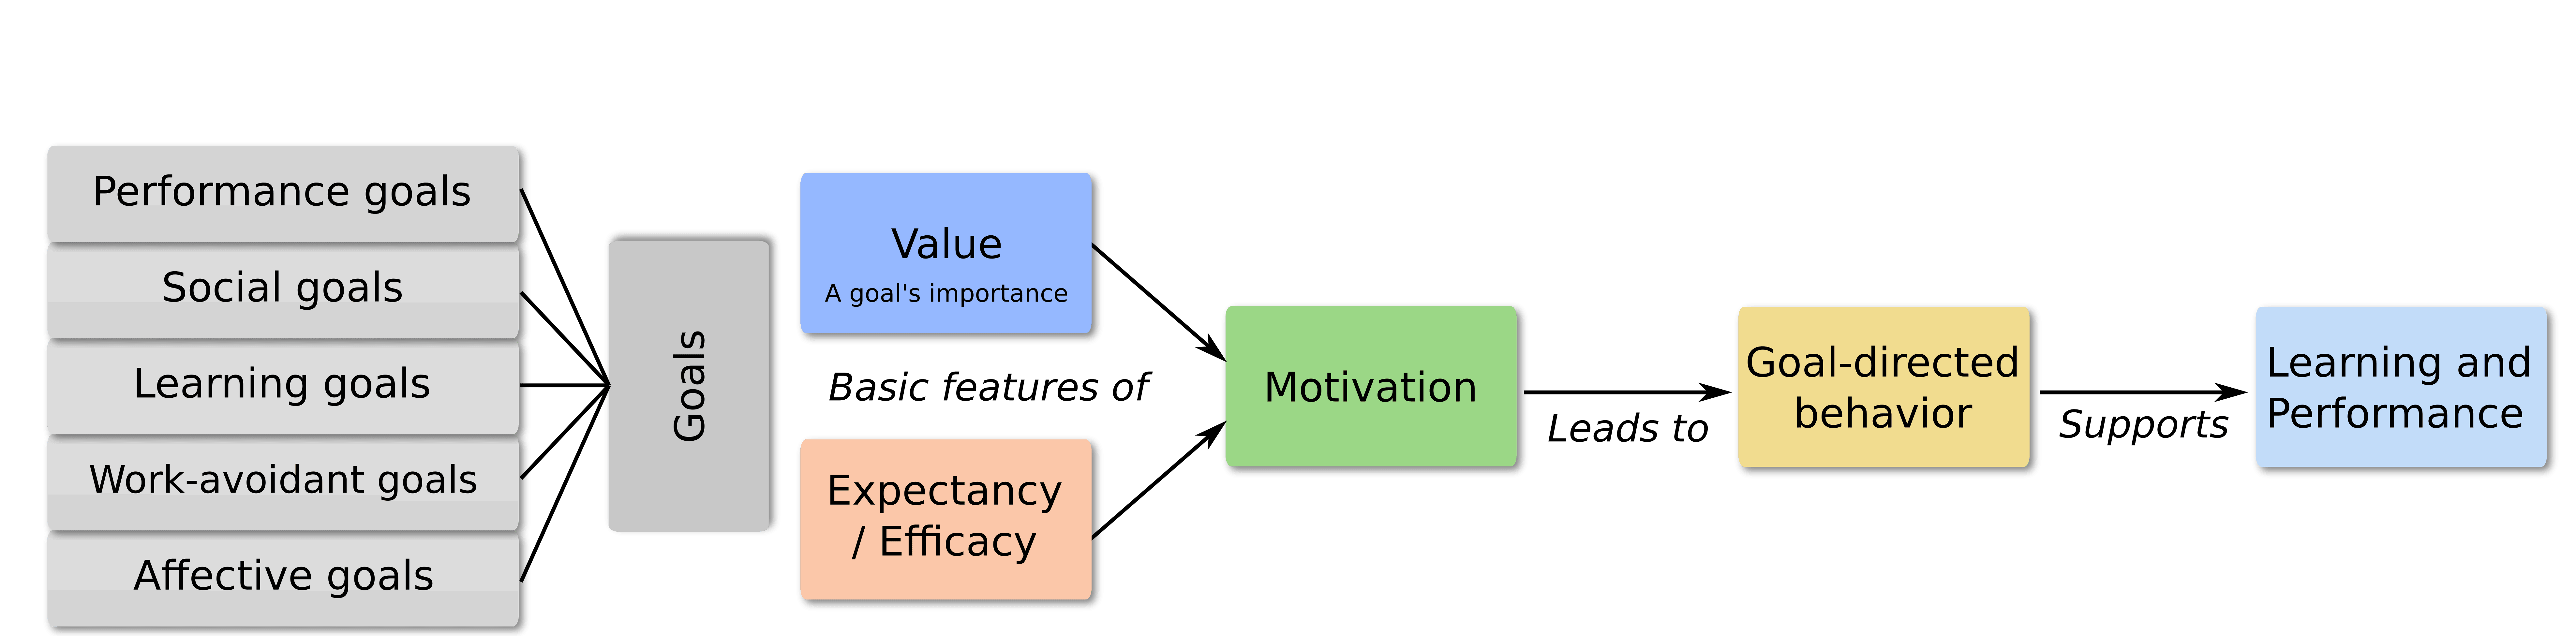 Performance goals
Social goals
Learning goals
Work-avoidant goals
Affective goals
Goals
Value
A goal's importance
Basic features of
Expectancy
/ Efficacy
Motivation
Leads to
Goal-directed
behavior
Supports
Learning and
Performance